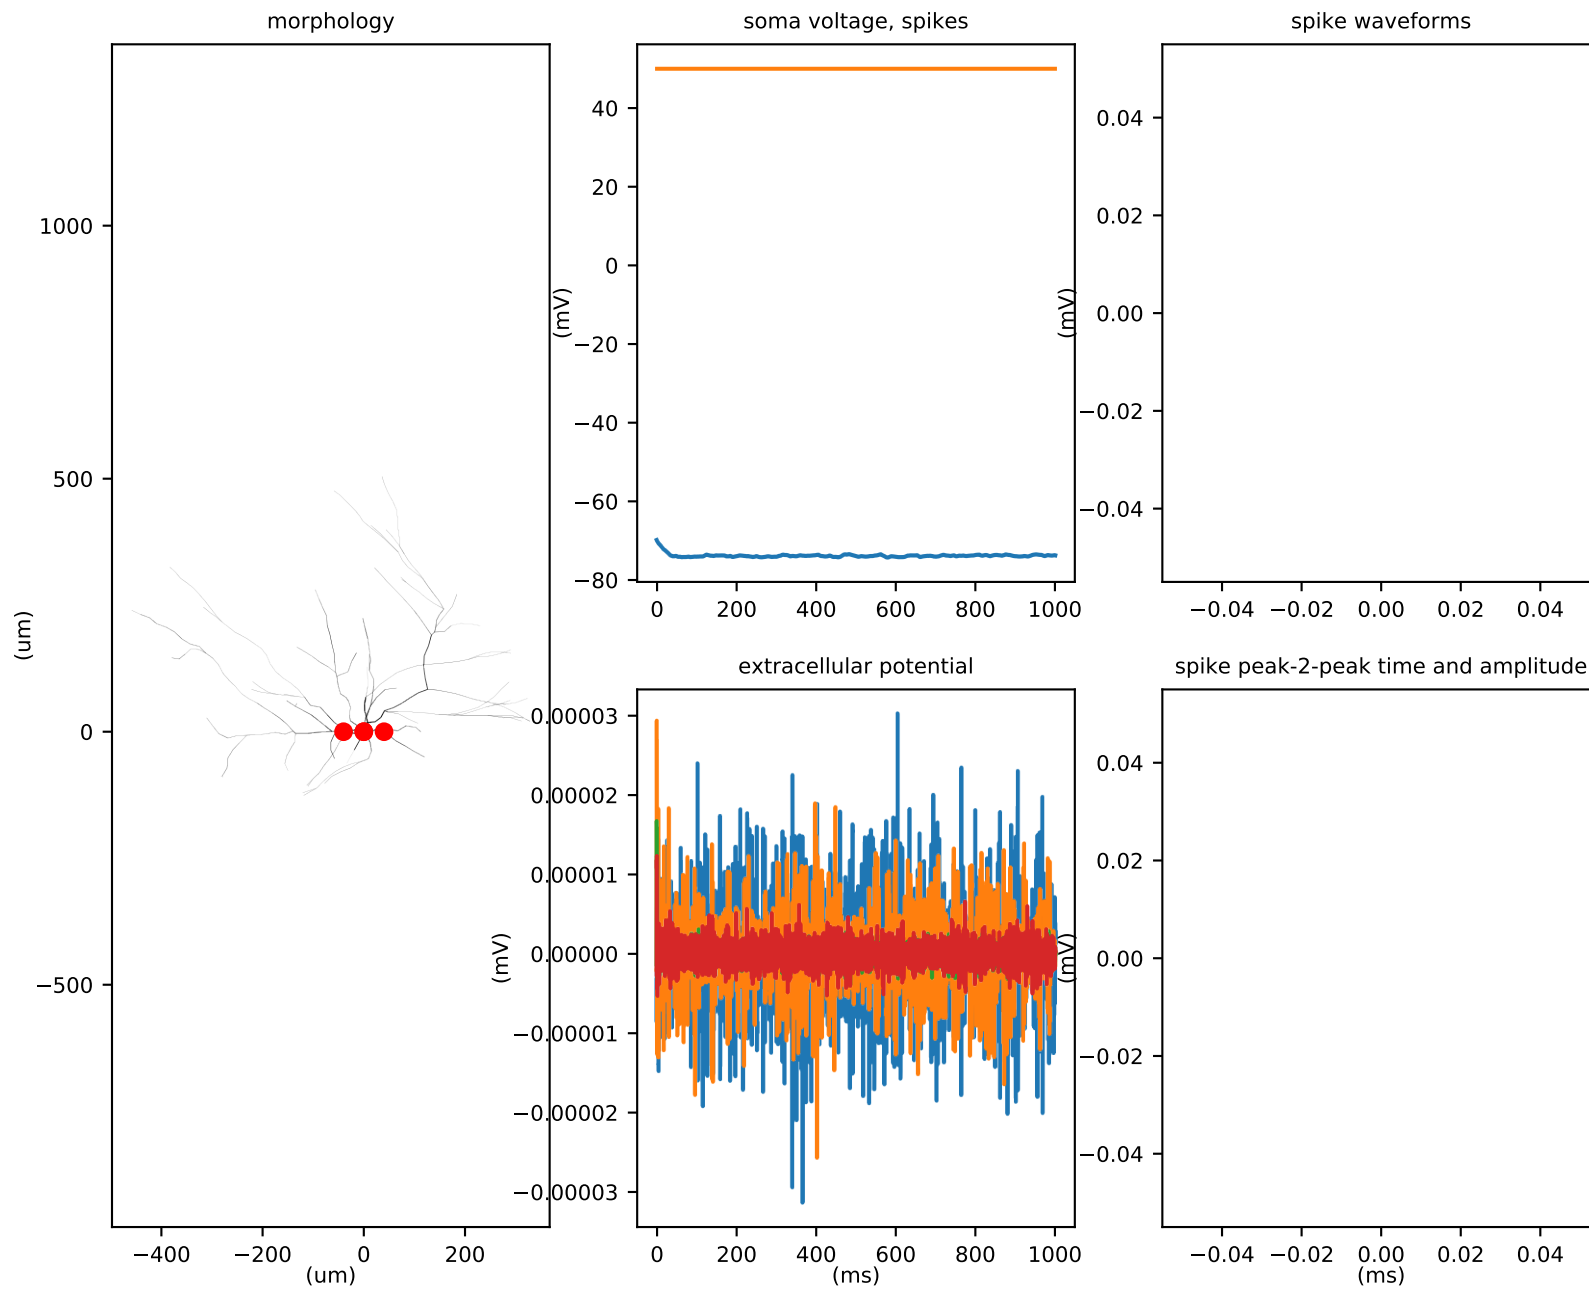 morphology
1000
500
0
−500
(um)
−400 −200 0 200
(um)
soma voltage, spikes
40
20
0
−20
−40
−60
−80
(mV)
0 200 400 600 800 1000
spike waveforms
0.04
0.02
0.00
−0.02
−0.04
(mV)
−0.04 −0.02 0.00 0.02 0.04
extracellular potential
0.00003
0.00002
0.00001
0.00000
−0.00001
−0.00002
−0.00003
(mV)
0 200 400 600 800 1000
(ms)
spike peak-2-peak time and amplitude
0.04
0.02
0.00
−0.02
−0.04
(mV)
−0.04 −0.02 0.00 0.02 0.04
(ms)